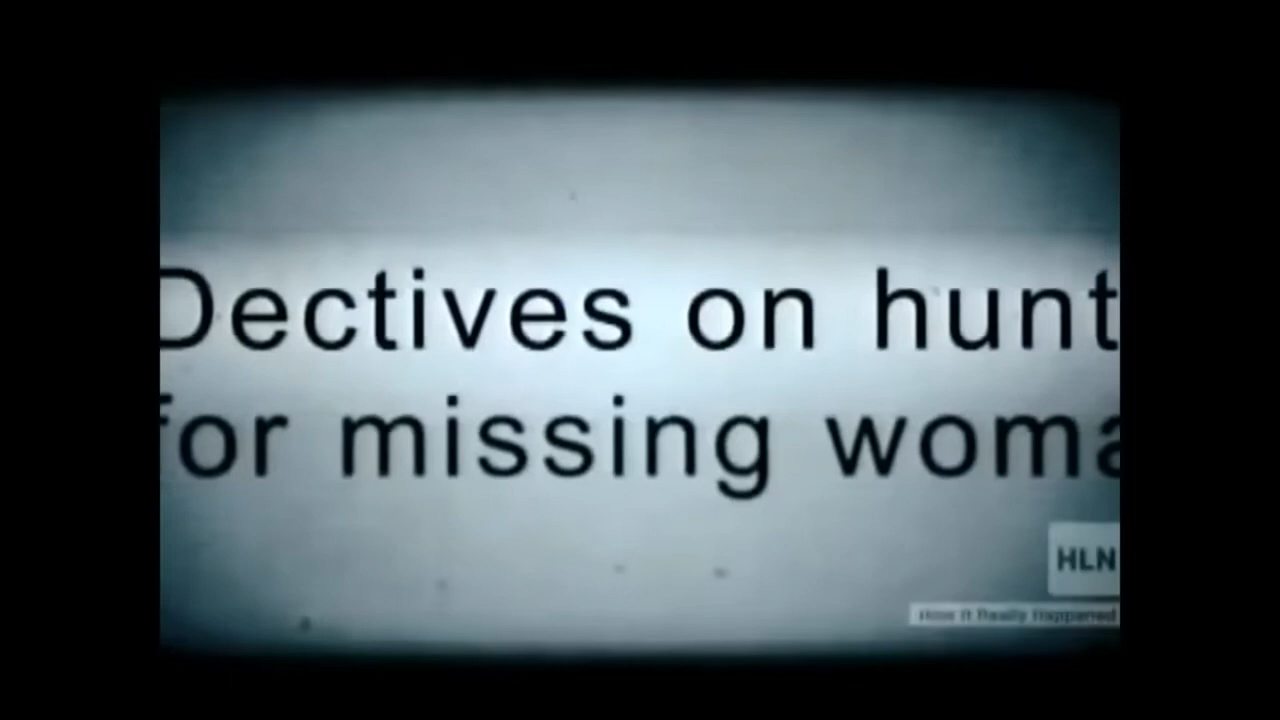 Dectives on hunt
for missing woma
HLN
How It Really Happened